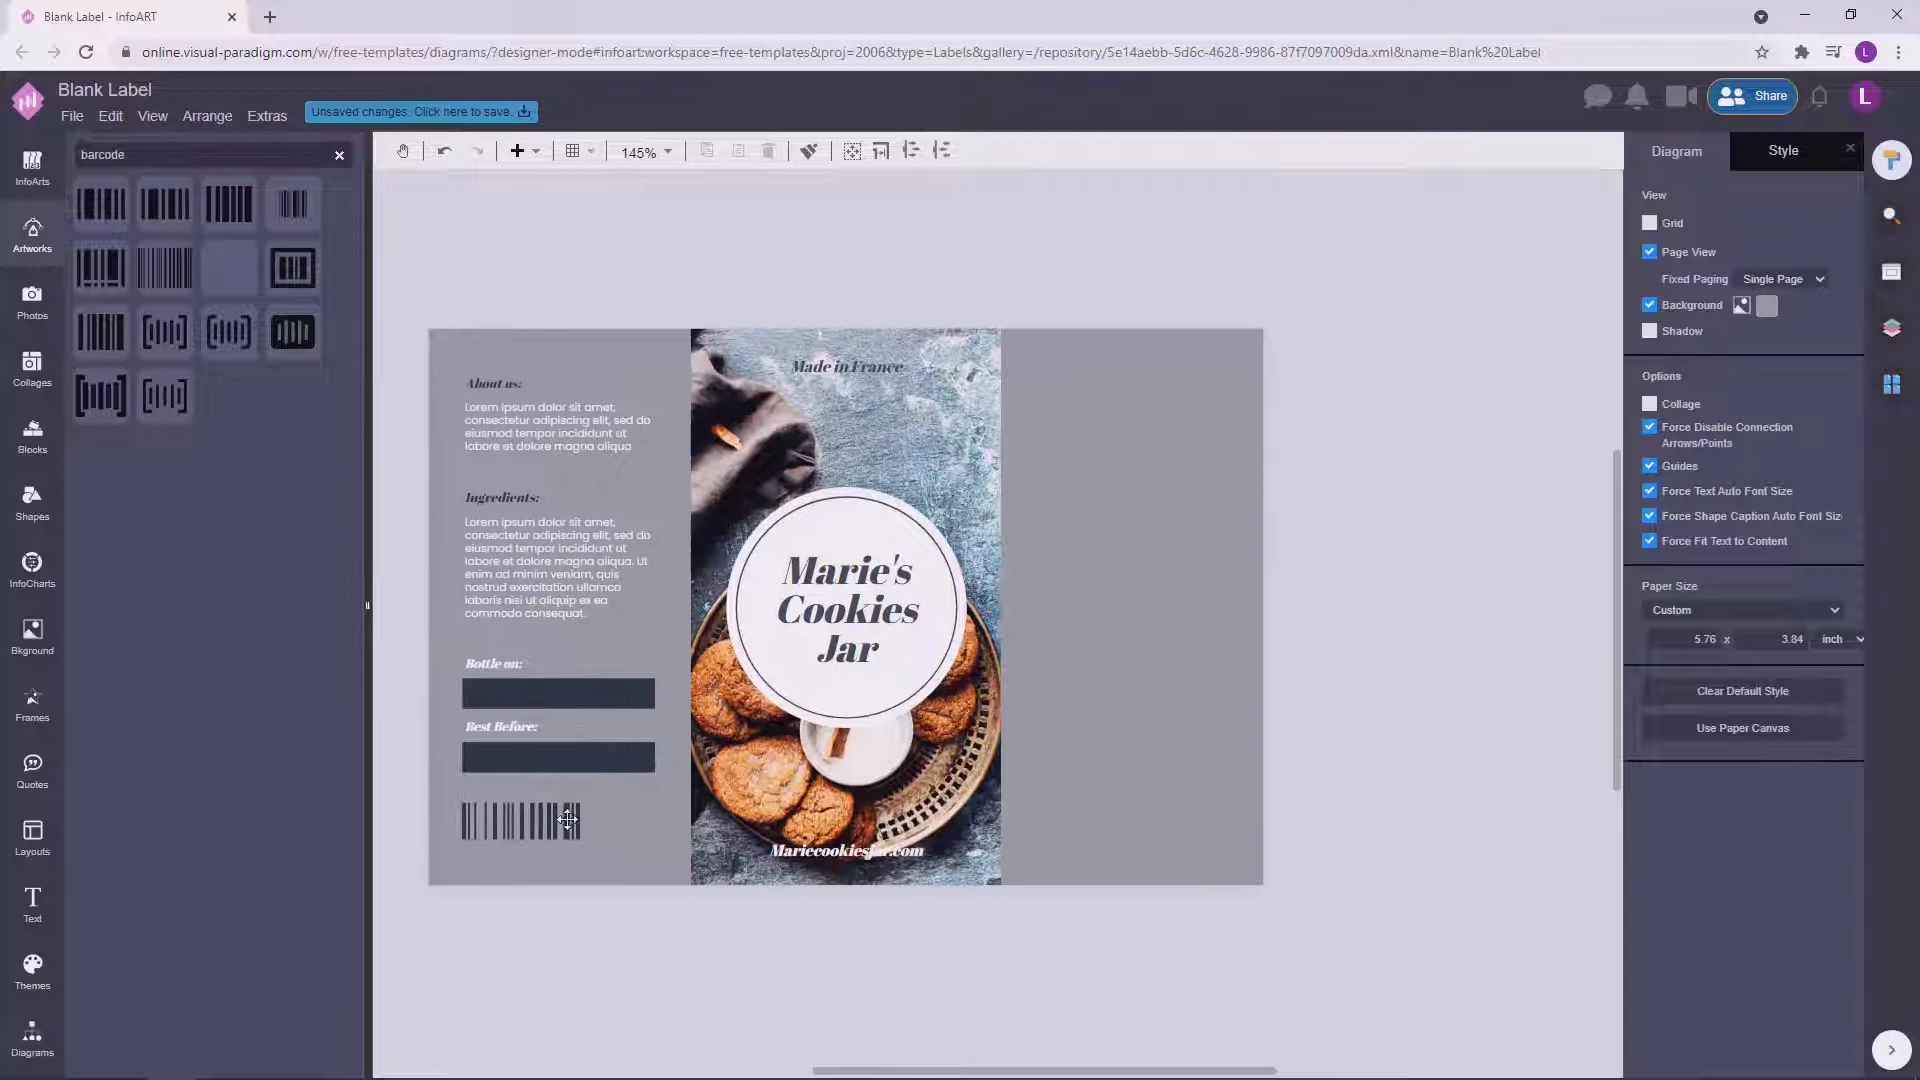 Blank Label - InfoART
online.visual-paradigm.com/w/free-templates/diagrams/?designer-mode#infoart:workspace=free-templates&proj=2006&type=Labels&gallery=/repository/5e14aebb-5d6c-4628-9986-87f7097009da.xml&name=Blank%20Label
L
Blank Label
File Edit View Arrange Extras
Unsaved changes. Click here to save.
Share
L
barcode
145%
Diagram
Style
InfoArts
Artworks
Photos
Collages
Blocks
Shapes
InfoCharts
Bkground
Frames
Quotes
Layouts
Text
Themes
Diagrams
About us:
Lorem ipsum dolor sit amet,
consectetur adipiscing elit, sed do
eiusmod tempor incididunt ut
labore et dolore magna aliqua
Ingredients:
Lorem ipsum dolor sit amet,
consectetur adipiscing elit, sed do
eiusmod tempor incididunt ut
labore et dolore magna aliqua. Ut
enim ad minim veniam, quis
nostrud exercitation ullamco
laboris nisi ut aliquip ex ea
commodo consequat.
Bottle on:
Best Before:
Made in France
Marie's
Cookies
Jar
Mariecookiesjar.com
View
Grid
Page View
Fixed Paging Single Page
Background
Shadow
Options
Collage
Force Disable Connection
Arrows/Points
Guides
Force Text Auto Font Size
Force Shape Caption Auto Font Siz
Force Fit Text to Content
Paper Size
Custom
5.76 x 3.84 inch
Clear Default Style
Use Paper Canvas